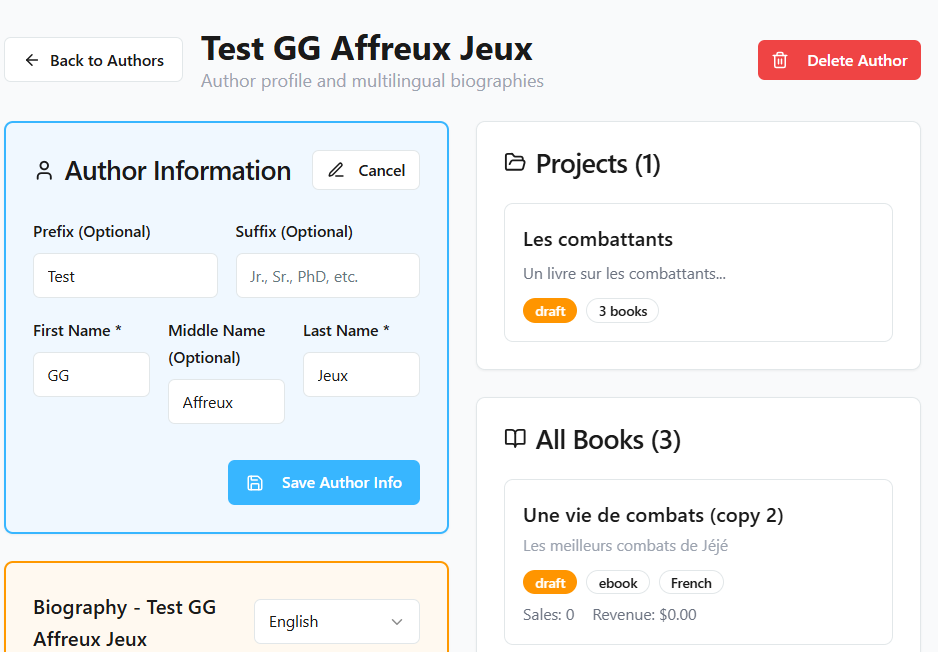 Back to Authors
Test GG Affreux Jeux
Author profile and multilingual biographies
Delete Author
Author Information
Cancel
Prefix (Optional)
Suffix (Optional)
Test
Jr., Sr., PhD, etc.
First Name *
Middle Name
(Optional)
Last Name *
GG
Affreux
Jeux
Save Author Info
Biography - Test GG
Affreux Jeux
English
Projects (1)
Les combattants
Un livre sur les combattants...
draft
3 books
All Books (3)
Une vie de combats (copy 2)
Les meilleurs combats de Jéjé
draft
ebook
French
Sales: 0
Revenue: $0.00